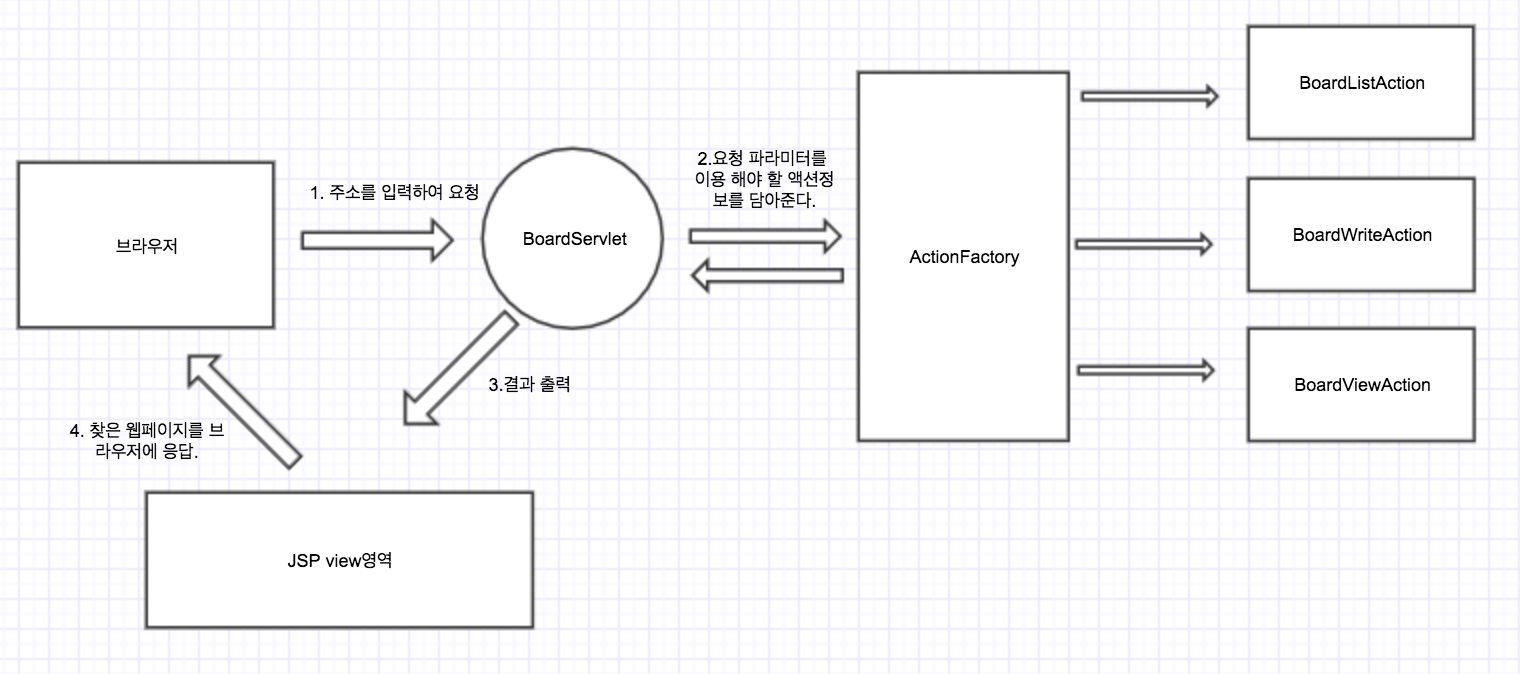 브라우저
1. 주소를 입력하여 요청
BoardServlet
2.요청 파라미터를
이용 해야 할 액션정
보를 담아준다.
ActionFactory
BoardListAction
BoardWriteAction
BoardViewAction
3.결과 출력
4. 찾은 웹페이지를 브
라우저에 응답.
JSP view영역